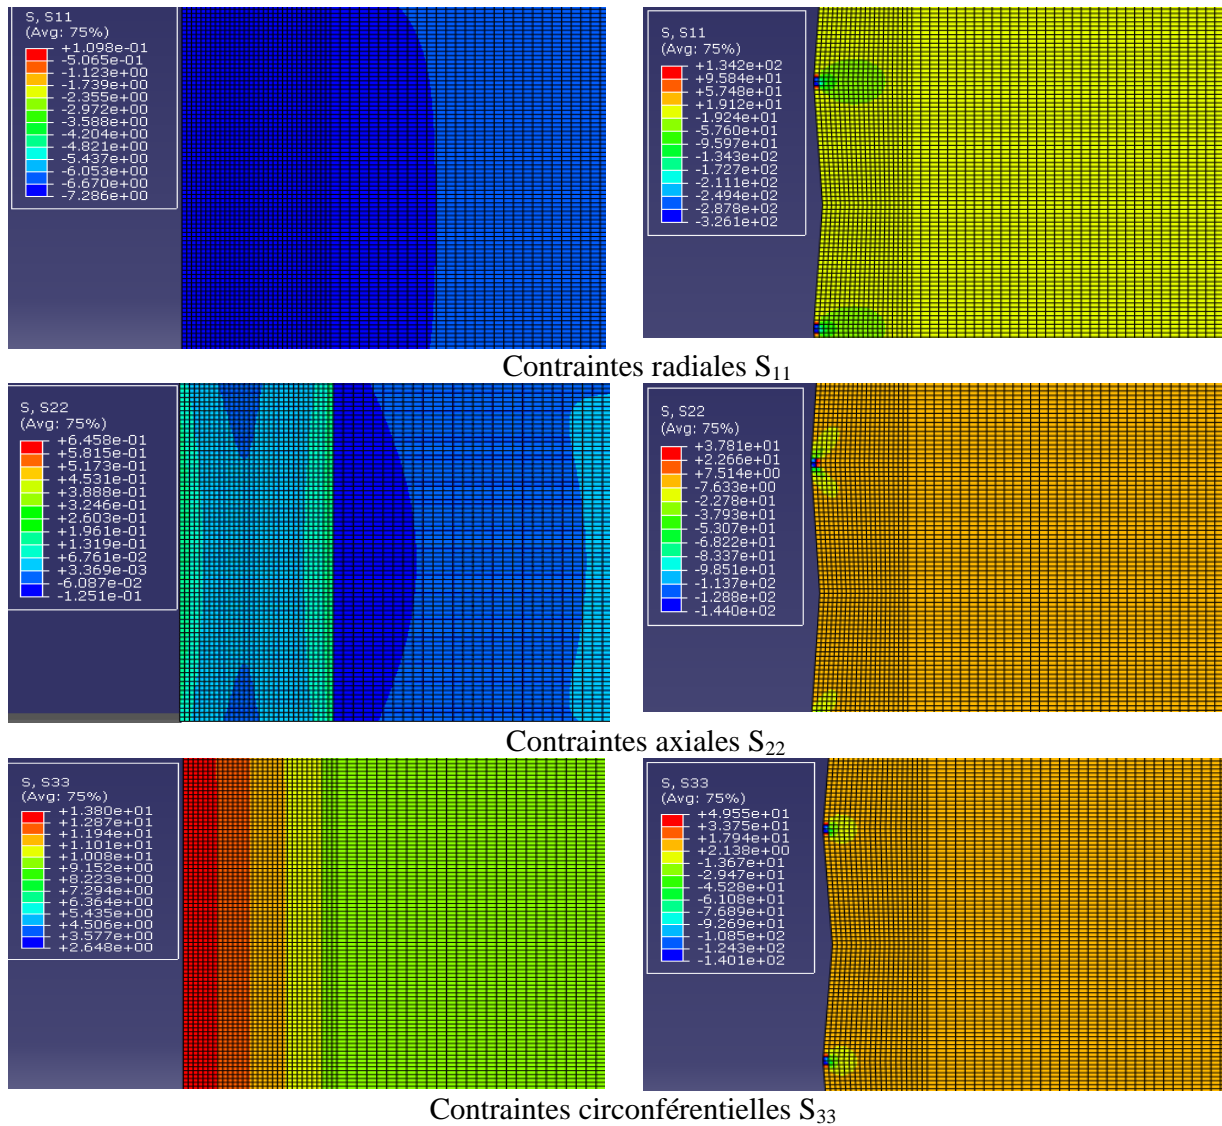 S, S11
(Avg: 75%)
+1.098e-01
-5.065e-01
-1.123e+00
-1.739e+00
-2.355e+00
-2.972e+00
-3.588e+00
-4.204e+00
-4.821e+00
-5.437e+00
-6.053e+00
-6.670e+00
-7.286e+00
S, S11
(Avg: 75%)
+1.342e+02
+9.584e+01
+5.748e+01
+1.912e+01
-1.924e+01
-5.760e+01
-9.597e+01
-1.343e+02
-1.727e+02
-2.111e+02
-2.494e+02
-2.878e+02
-3.261e+02
Contraintes radiales S₁₁
S, S22
(Avg: 75%)
+6.458e-01
+5.815e-01
+5.173e-01
+4.531e-01
+3.888e-01
+3.246e-01
+2.603e-01
+1.961e-01
+1.319e-01
+6.761e-02
+3.369e-03
-6.087e-02
-1.251e-01
S, S22
(Avg: 75%)
+3.781e+01
+2.266e+01
+7.514e+00
-7.633e+00
-2.278e+01
-3.793e+01
-5.307e+01
-6.822e+01
-8.337e+01
-9.851e+01
-1.137e+02
-1.288e+02
-1.440e+02
Contraintes axiales S₂₂
S, S33
(Avg: 75%)
+1.380e+01
+1.287e+01
+1.194e+01
+1.101e+01
+1.008e+01
+9.152e+00
+8.223e+00
+7.294e+00
+6.364e+00
+5.435e+00
+4.506e+00
+3.577e+00
+2.648e+00
S, S33
(Avg: 75%)
+4.955e+01
+3.375e+01
+1.794e+01
+2.138e+00
-1.367e+01
-2.947e+01
-4.528e+01
-6.108e+01
-7.689e+01
-9.269e+01
-1.085e+02
-1.243e+02
-1.401e+02
Contraintes circonférentielles S₃₃